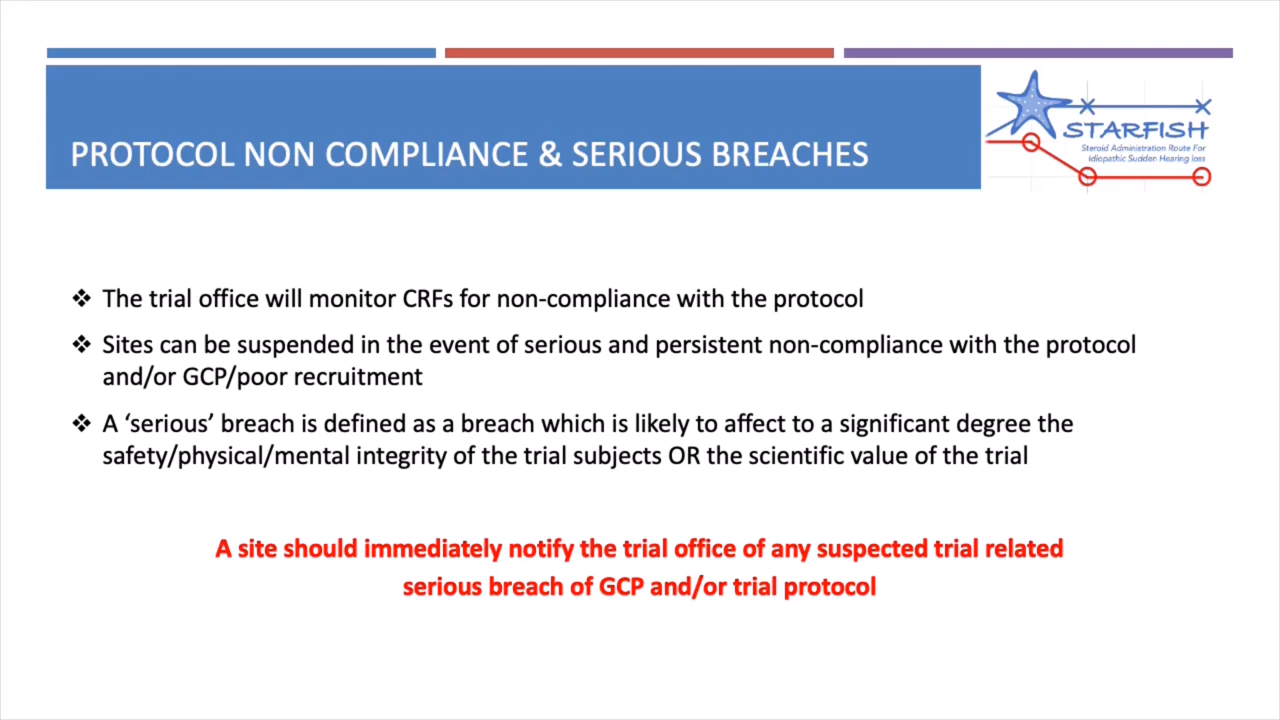 PROTOCOL NON COMPLIANCE & SERIOUS BREACHES
STARFISH
Steroid Administration Route For
Idiopathic Sudden Hearing loss
❖ The trial office will monitor CRFs for non-compliance with the protocol
❖ Sites can be suspended in the event of serious and persistent non-compliance with the protocol
and/or GCP/poor recruitment
❖ A ‘serious’ breach is defined as a breach which is likely to affect to a significant degree the
safety/physical/mental integrity of the trial subjects OR the scientific value of the trial
A site should immediately notify the trial office of any suspected trial related
serious breach of GCP and/or trial protocol